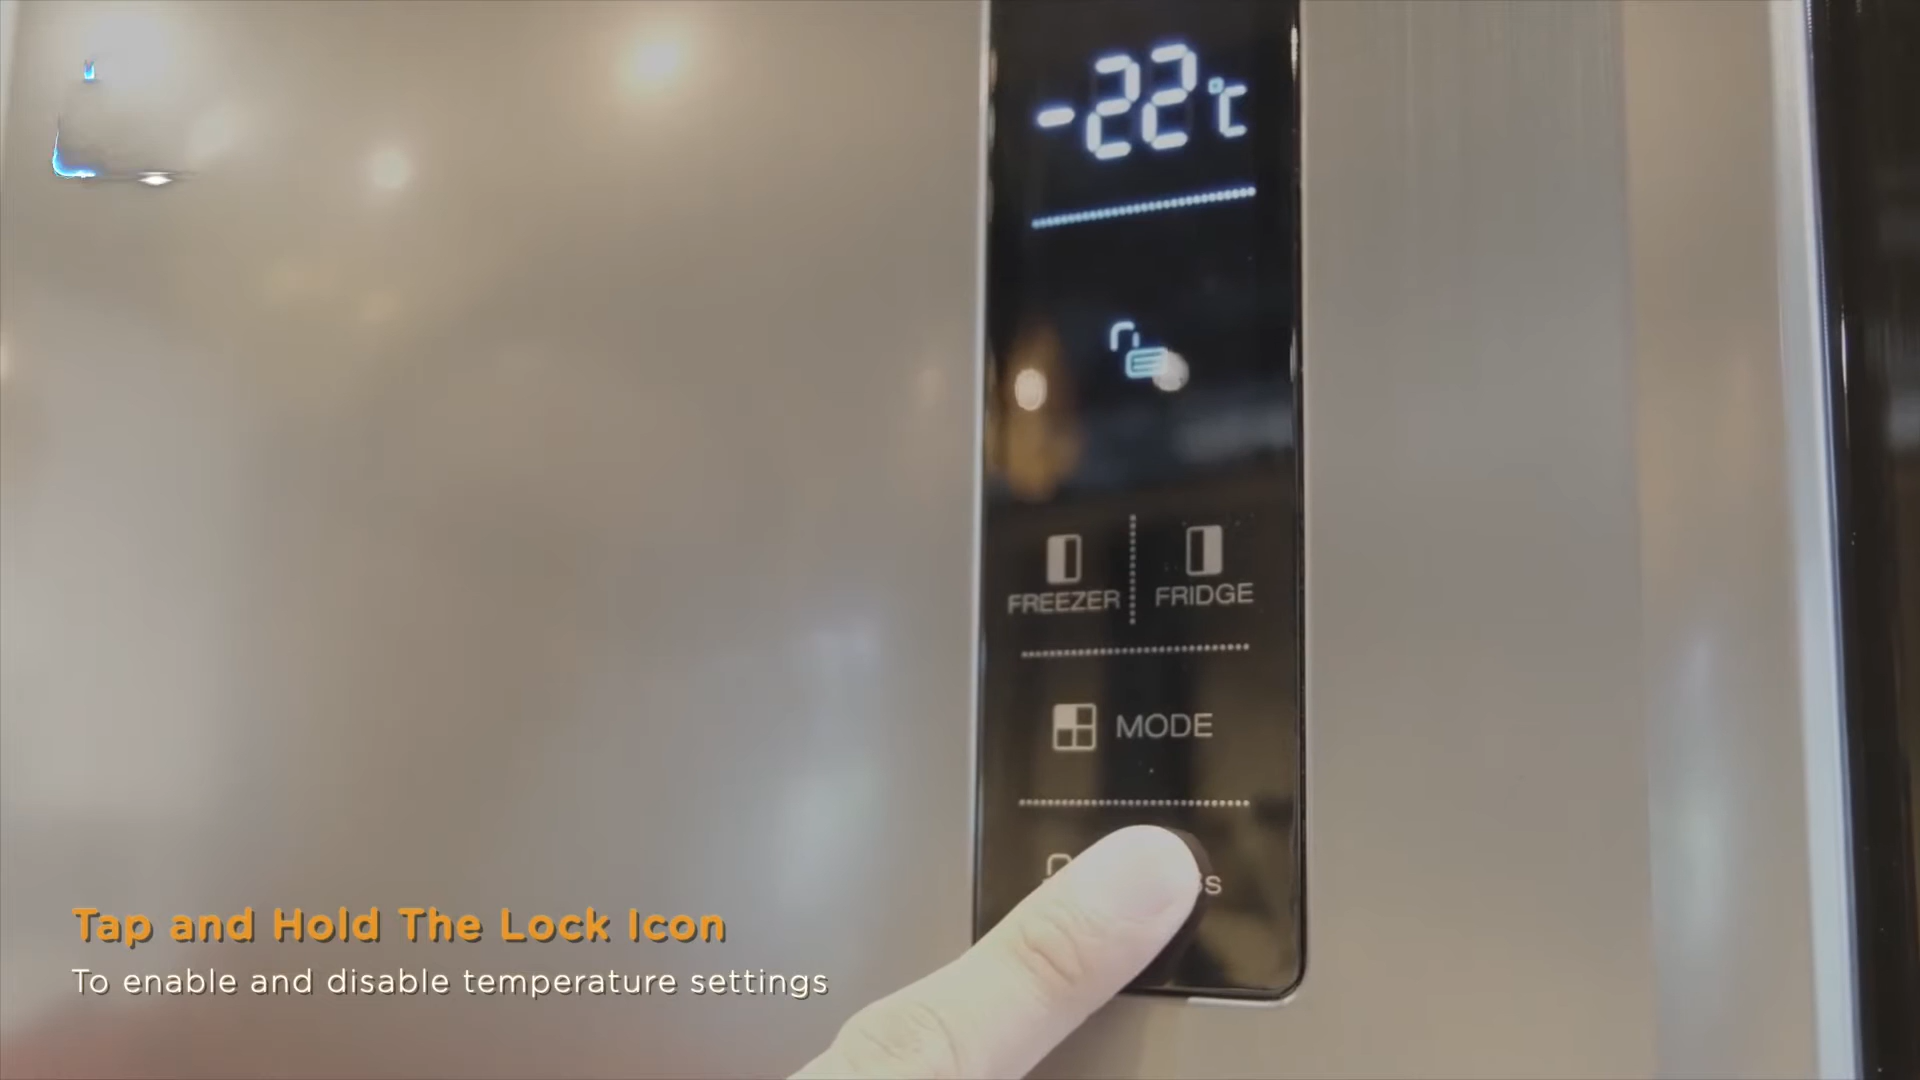 -22°C
FREEZER
FRIDGE
MODE
Tap and Hold The Lock Icon
To enable and disable temperature settings